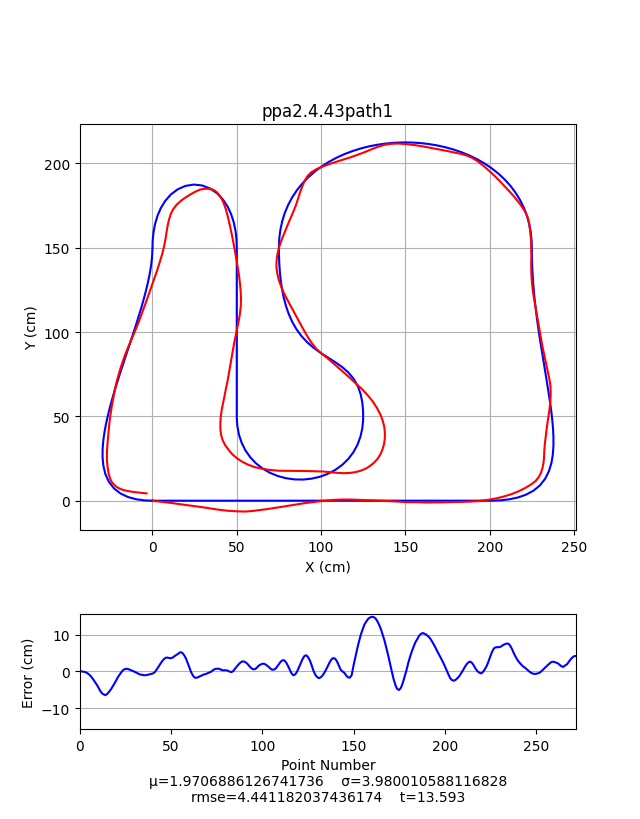 ppa2.4.43path1
200
150
100
50
0
Y (cm)
0 50 100 150 200 250
X (cm)
10
0
−10
Error (cm)
0 50 100 150 200 250
Point Number
μ=1.9706886126741736 σ=3.980010588116828
rmse=4.441182037436174 t=13.593